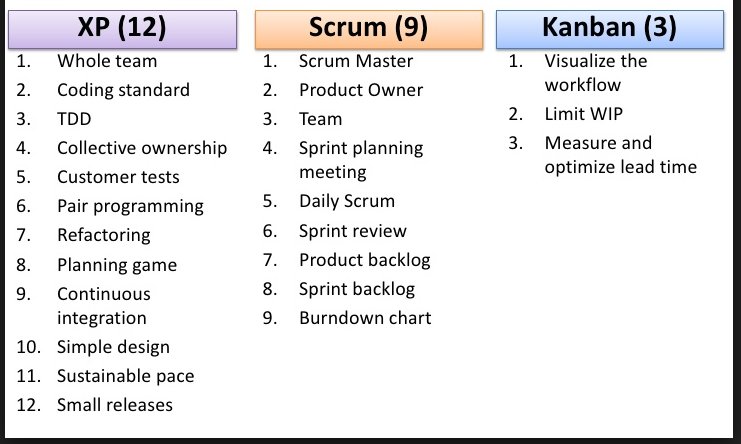 XP (12)
1. Whole team
2. Coding standard
3. TDD
4. Collective ownership
5. Customer tests
6. Pair programming
7. Refactoring
8. Planning game
9. Continuous
integration
10. Simple design
11. Sustainable pace
12. Small releases
Scrum (9)
1. Scrum Master
2. Product Owner
3. Team
4. Sprint planning
meeting
5. Daily Scrum
6. Sprint review
7. Product backlog
8. Sprint backlog
9. Burndown chart
Kanban (3)
1. Visualize the
workflow
2. Limit WIP
3. Measure and
optimize lead time